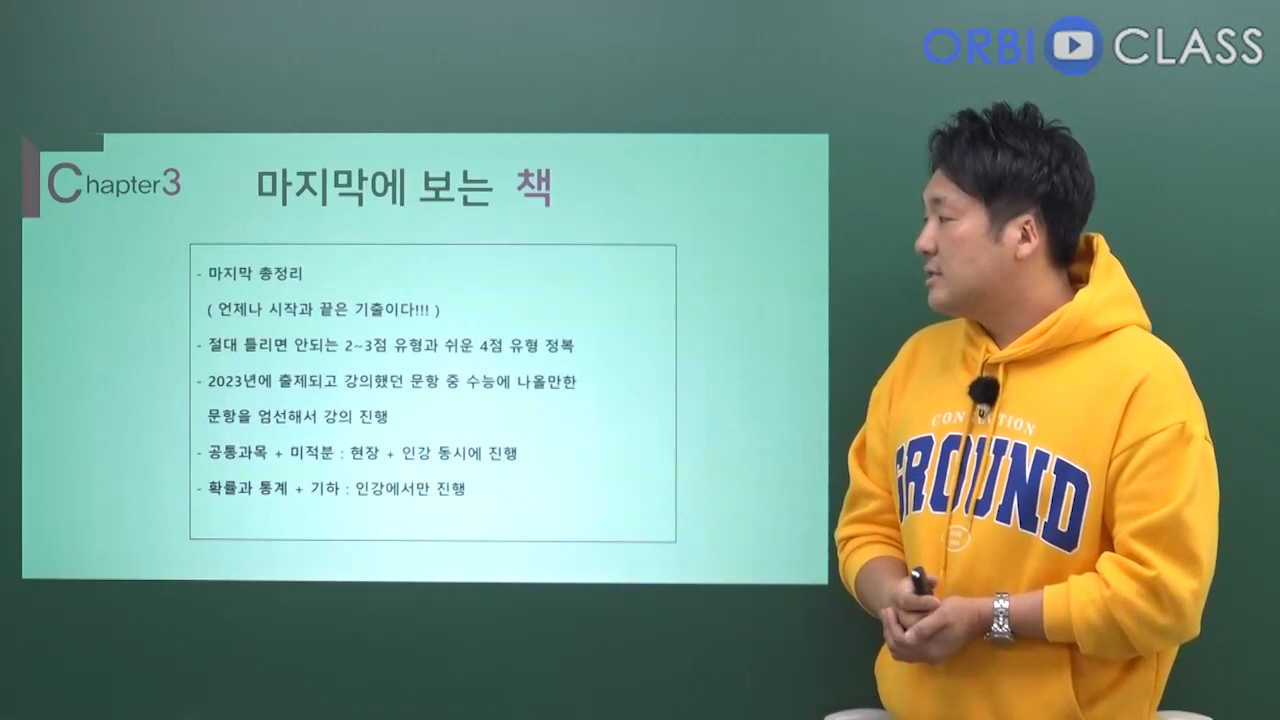 ORBI CLASS
Chapter3
마지막에 보는 책
- 마지막 총정리
( 언제나 시작과 끝은 기출이다!!! )
- 절대 틀리면 안되는 2~3점 유형과 쉬운 4점 유형 정복
- 2023년에 출제되고 강의했던 문항 중 수능에 나올만한
문항을 엄선해서 강의 진행
- 공통과목 + 미적분 : 현장 + 인강 동시에 진행
- 확률과 통계 + 기하 : 인강에서만 진행
GROUND